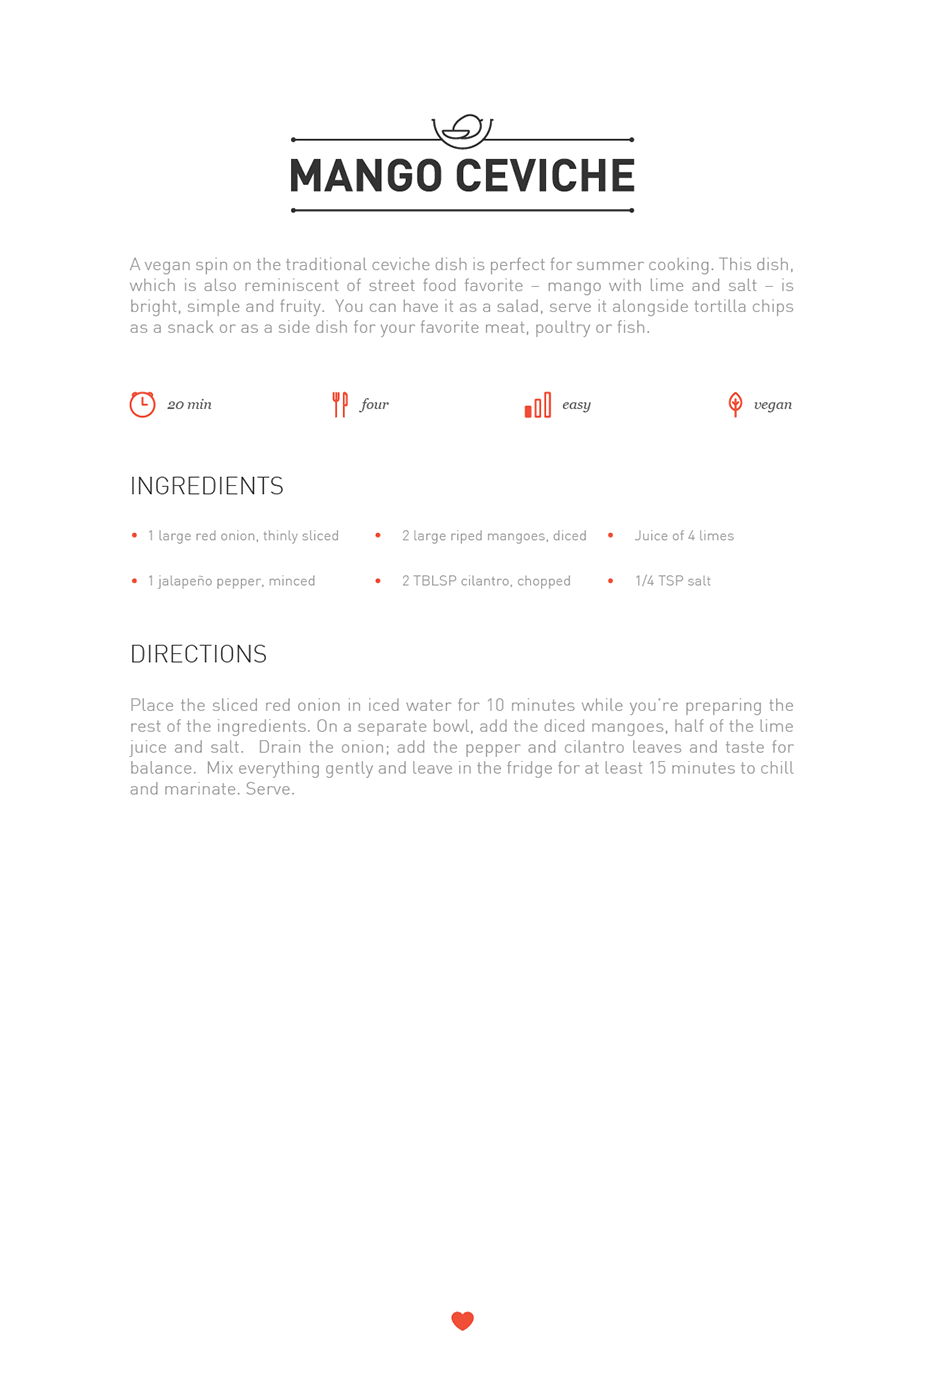 MANGO CEVICHE
A vegan spin on the traditional ceviche dish is perfect for summer cooking. This dish,
which is also reminiscent of street food favorite – mango with lime and salt – is
bright, simple and fruity.  You can have it as a salad, serve it alongside tortilla chips
as a snack or as a side dish for your favorite meat, poultry or fish.
20 min
four
easy
vegan
INGREDIENTS
• 1 large red onion, thinly sliced
• 2 large riped mangoes, diced
• Juice of 4 limes
• 1 jalapeño pepper, minced
• 2 TBLSP cilantro, chopped
• 1/4 TSP salt
DIRECTIONS
Place the sliced red onion in iced water for 10 minutes while you're preparing the
rest of the ingredients. On a separate bowl, add the diced mangoes, half of the lime
juice and salt.  Drain the onion; add the pepper and cilantro leaves and taste for
balance.  Mix everything gently and leave in the fridge for at least 15 minutes to chill
and marinate. Serve.